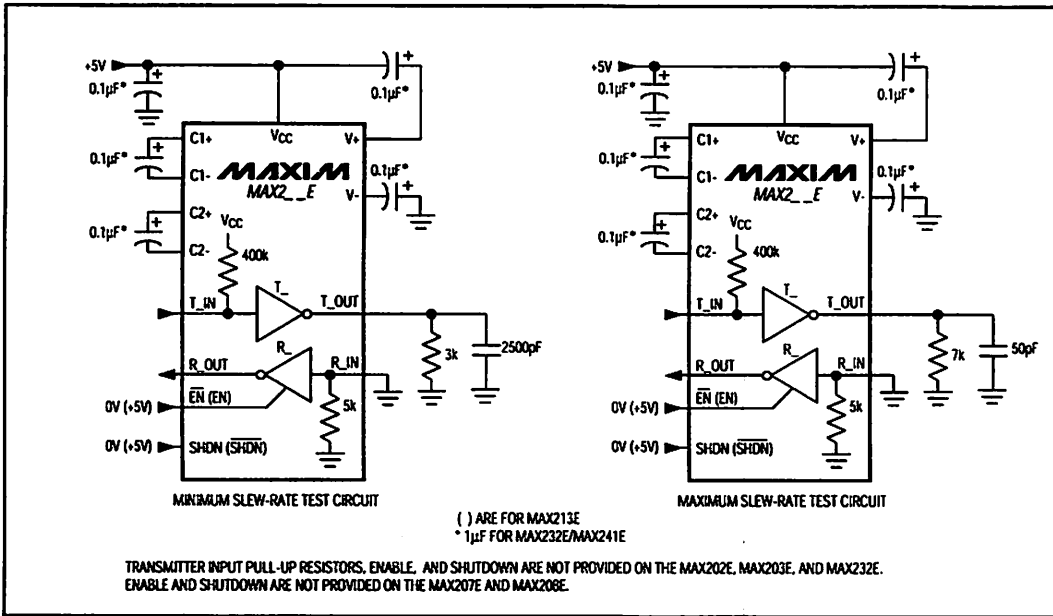 +5V
0.1µF*
+
+
0.1µF*
C1+
VCC
V+
0.1µF*
+
C1-
MAXIM
MAX2_ _E
0.1µF*
+
V-
C2+
0.1µF*
+
C2-
VCC
400k
T_IN
T_
T_OUT
3k
2500pF
R_OUT
R_
R_IN
5k
0V (+5V)
EN (EN)
0V (+5V)
SHDN (SHDN)
MINIMUM SLEW-RATE TEST CIRCUIT
+5V
0.1µF*
+
+
0.1µF*
C1+
VCC
V+
0.1µF*
+
C1-
MAXIM
MAX2_ _E
0.1µF*
+
V-
C2+
0.1µF*
+
C2-
VCC
400k
T_IN
T_
T_OUT
7k
50pF
R_OUT
R_
R_IN
5k
0V (+5V)
EN (EN)
0V (+5V)
SHDN (SHDN)
MAXIMUM SLEW-RATE TEST CIRCUIT
( ) ARE FOR MAX213E
* 1µF FOR MAX232E/MAX241E
TRANSMITTER INPUT PULL-UP RESISTORS, ENABLE, AND SHUTDOWN ARE NOT PROVIDED ON THE MAX202E, MAX203E, AND MAX232E.
ENABLE AND SHUTDOWN ARE NOT PROVIDED ON THE MAX207E AND MAX208E.